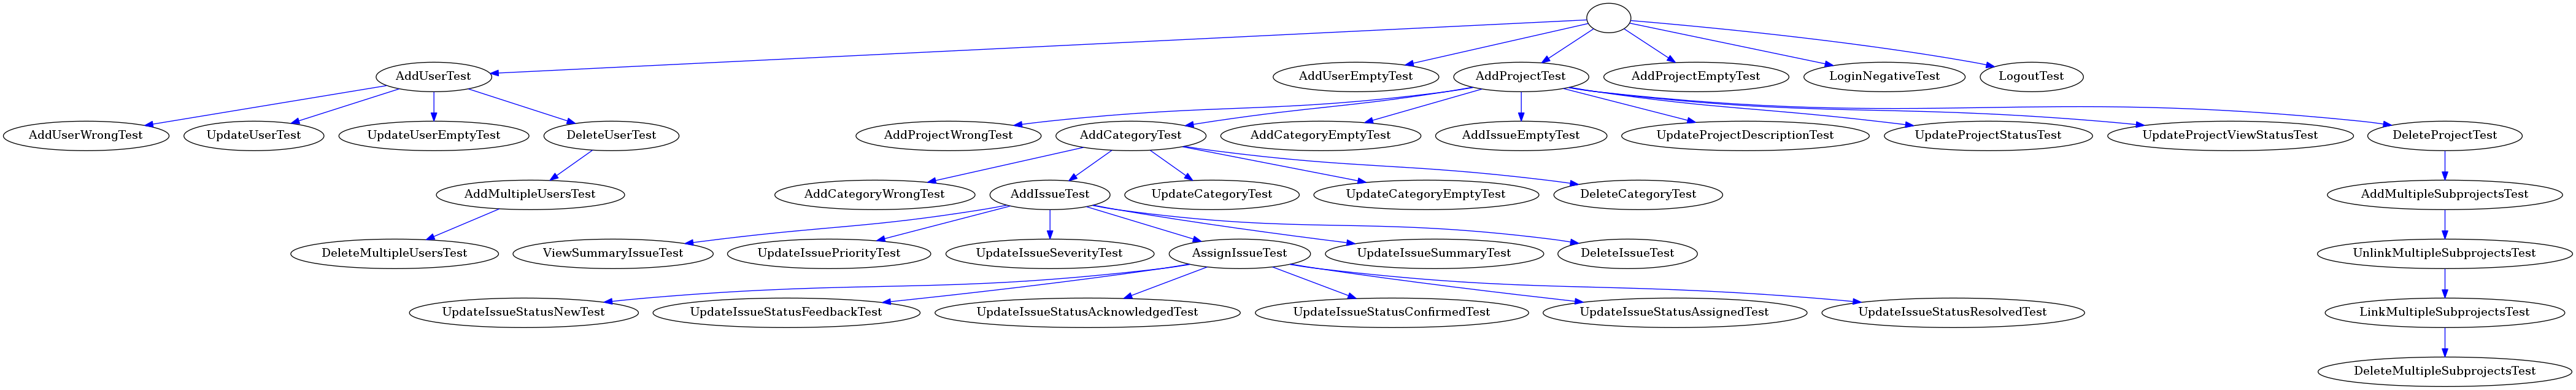 AddUserTest
AddUserEmptyTest
AddProjectTest
AddProjectEmptyTest
LoginNegativeTest
LogoutTest
AddUserWrongTest
UpdateUserTest
UpdateUserEmptyTest
DeleteUserTest
AddProjectWrongTest
AddCategoryTest
AddCategoryEmptyTest
AddIssueEmptyTest
UpdateProjectDescriptionTest
UpdateProjectStatusTest
UpdateProjectViewStatusTest
DeleteProjectTest
AddMultipleUsersTest
AddCategoryWrongTest
AddIssueTest
UpdateCategoryTest
UpdateCategoryEmptyTest
DeleteCategoryTest
AddMultipleSubprojectsTest
DeleteMultipleUsersTest
ViewSummaryIssueTest
UpdateIssuePriorityTest
UpdateIssueSeverityTest
AssignIssueTest
UpdateIssueSummaryTest
DeleteIssueTest
UnlinkMultipleSubprojectsTest
UpdateIssueStatusNewTest
UpdateIssueStatusFeedbackTest
UpdateIssueStatusAcknowledgedTest
UpdateIssueStatusConfirmedTest
UpdateIssueStatusAssignedTest
UpdateIssueStatusResolvedTest
LinkMultipleSubprojectsTest
DeleteMultipleSubprojectsTest